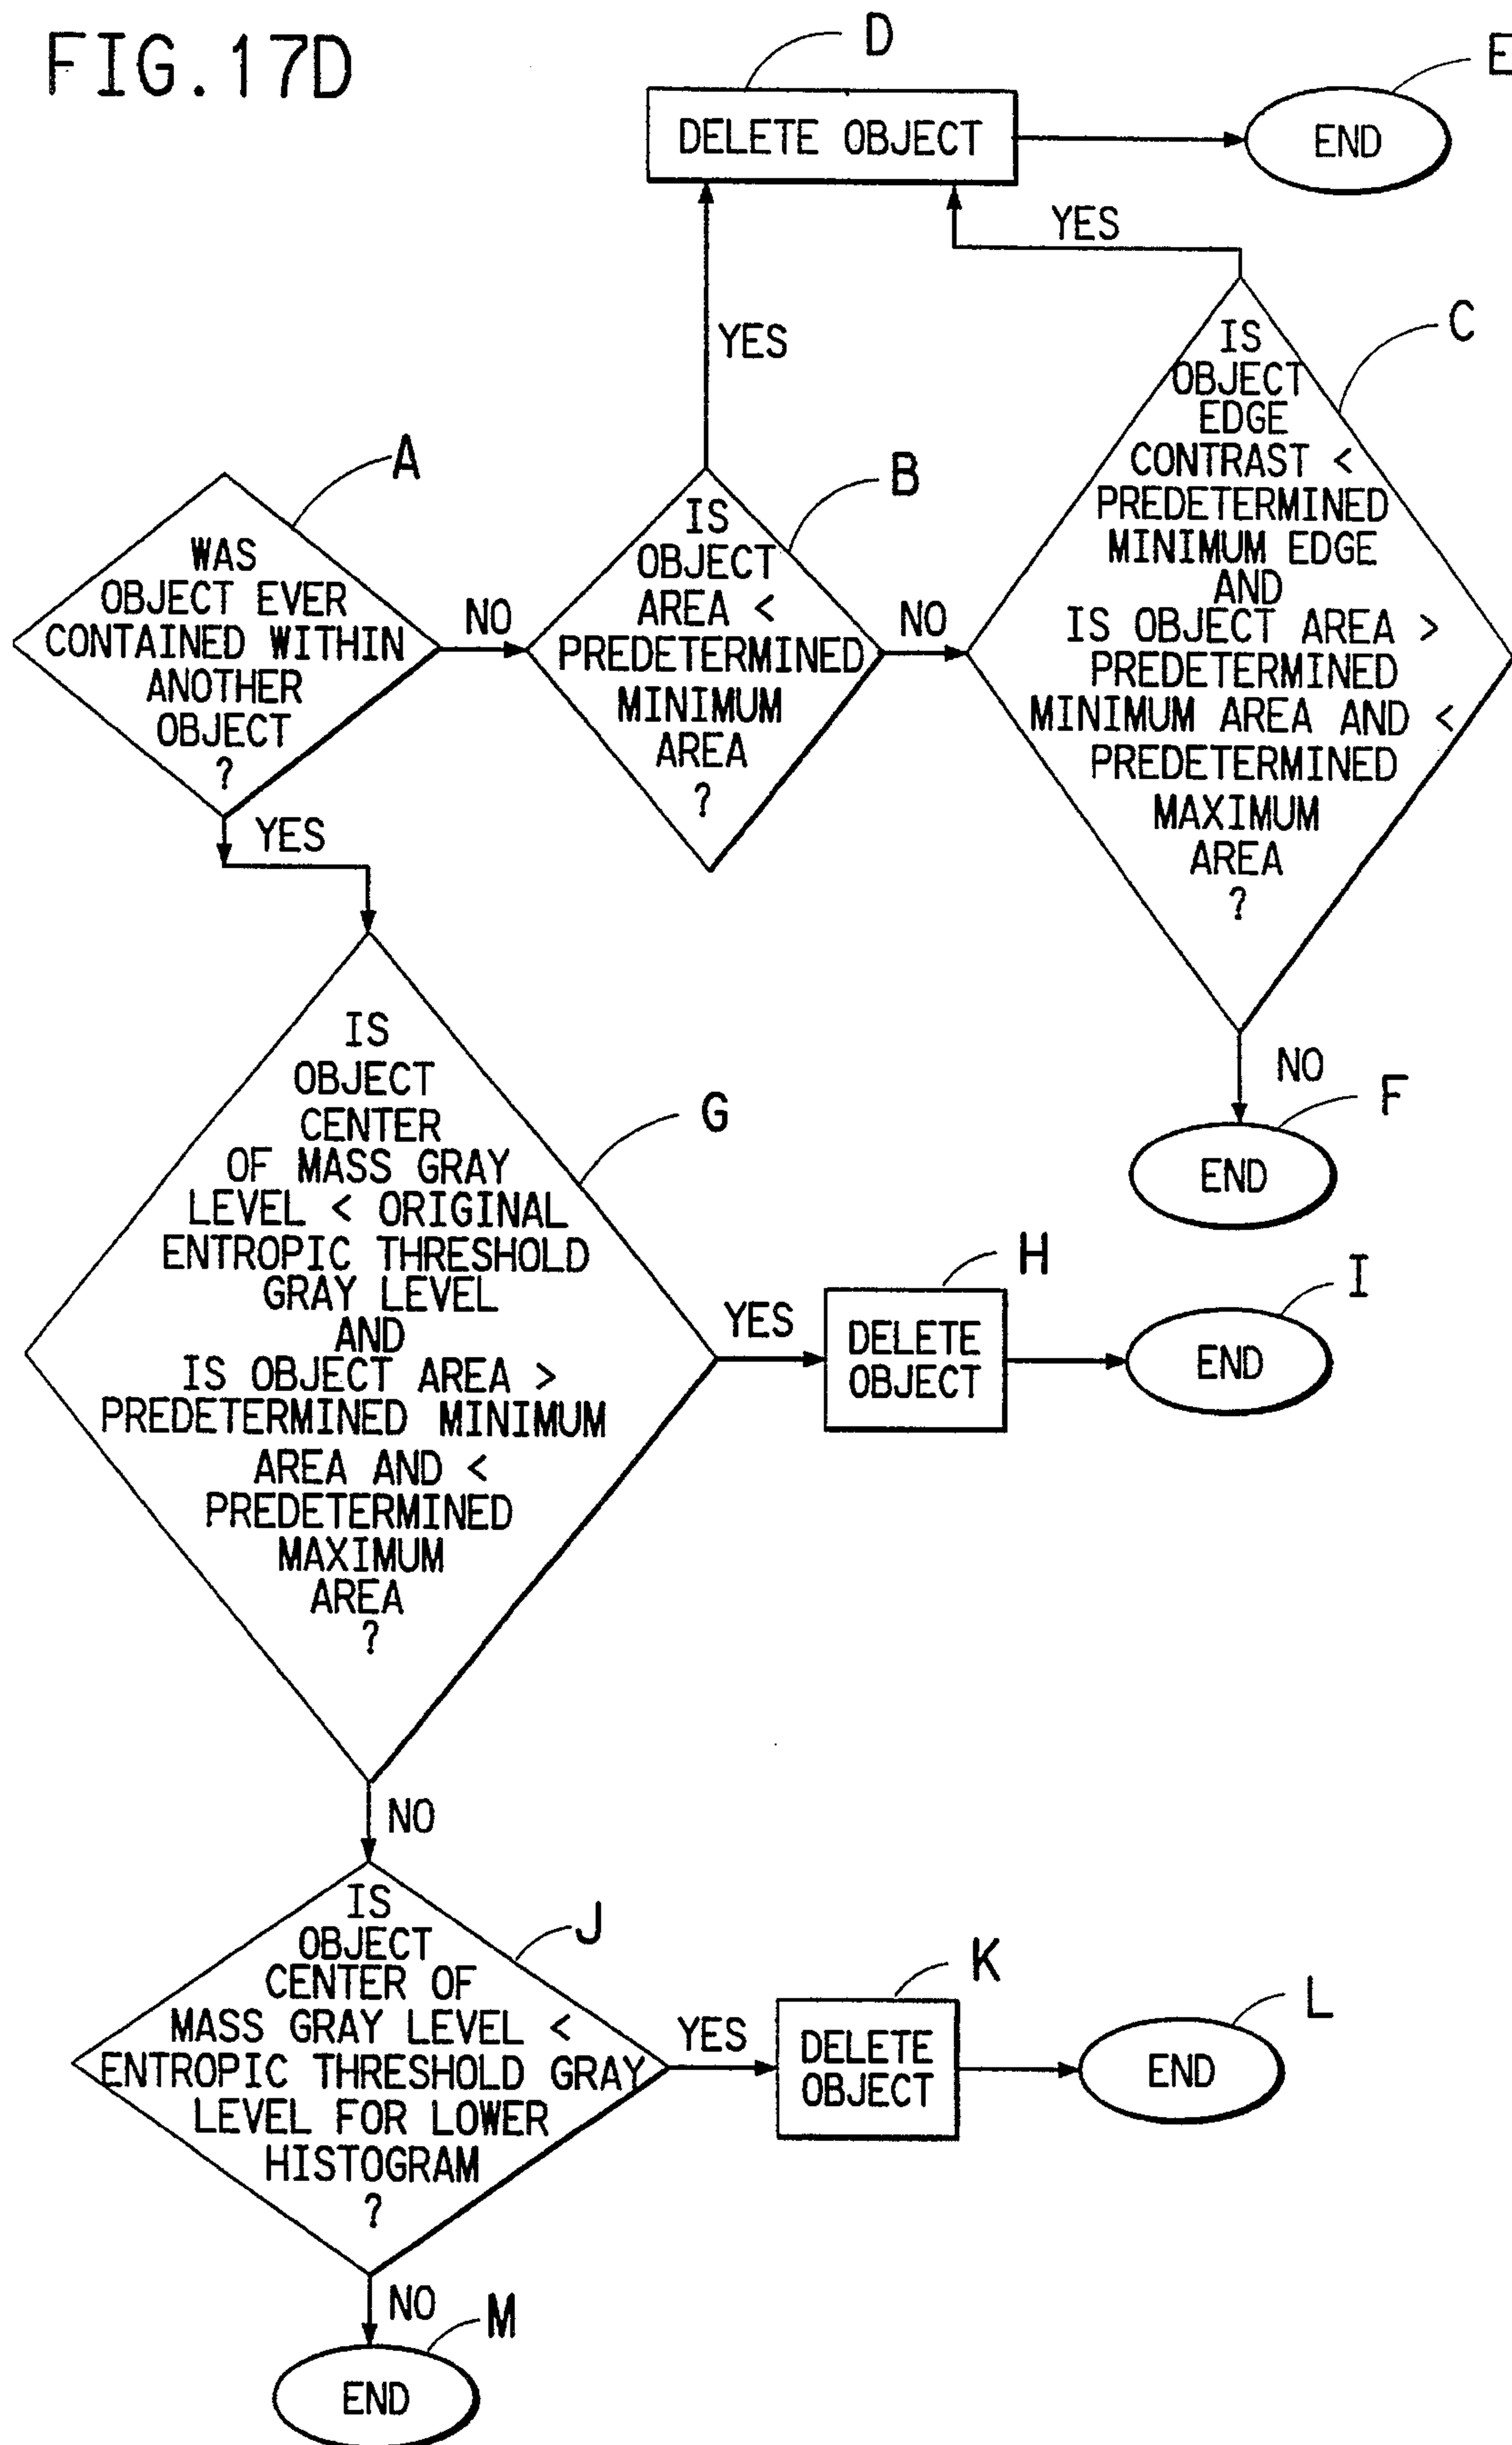 FIG.17D
D
DELETE OBJECT
E
END
YES
YES
A
WAS
OBJECT EVER
CONTAINED WITHIN
ANOTHER
OBJECT
?
NO
B
IS
OBJECT
AREA <
PREDETERMINED
MINIMUM
AREA
?
NO
C
IS
OBJECT
EDGE
CONTRAST <
PREDETERMINED
MINIMUM EDGE
AND
IS OBJECT AREA >
PREDETERMINED
MINIMUM AREA AND <
PREDETERMINED
MAXIMUM
AREA
?
NO
F
END
YES
G
IS
OBJECT
CENTER
OF MASS GRAY
LEVEL < ORIGINAL
ENTROPIC THRESHOLD
GRAY LEVEL
AND
IS OBJECT AREA >
PREDETERMINED MINIMUM
AREA AND <
PREDETERMINED
MAXIMUM
AREA
?
YES
H
DELETE
OBJECT
I
END
NO
J
IS
OBJECT
CENTER OF
MASS GRAY LEVEL <
ENTROPIC THRESHOLD GRAY
LEVEL FOR LOWER
HISTOGRAM
?
YES
K
DELETE
OBJECT
L
END
NO
M
END